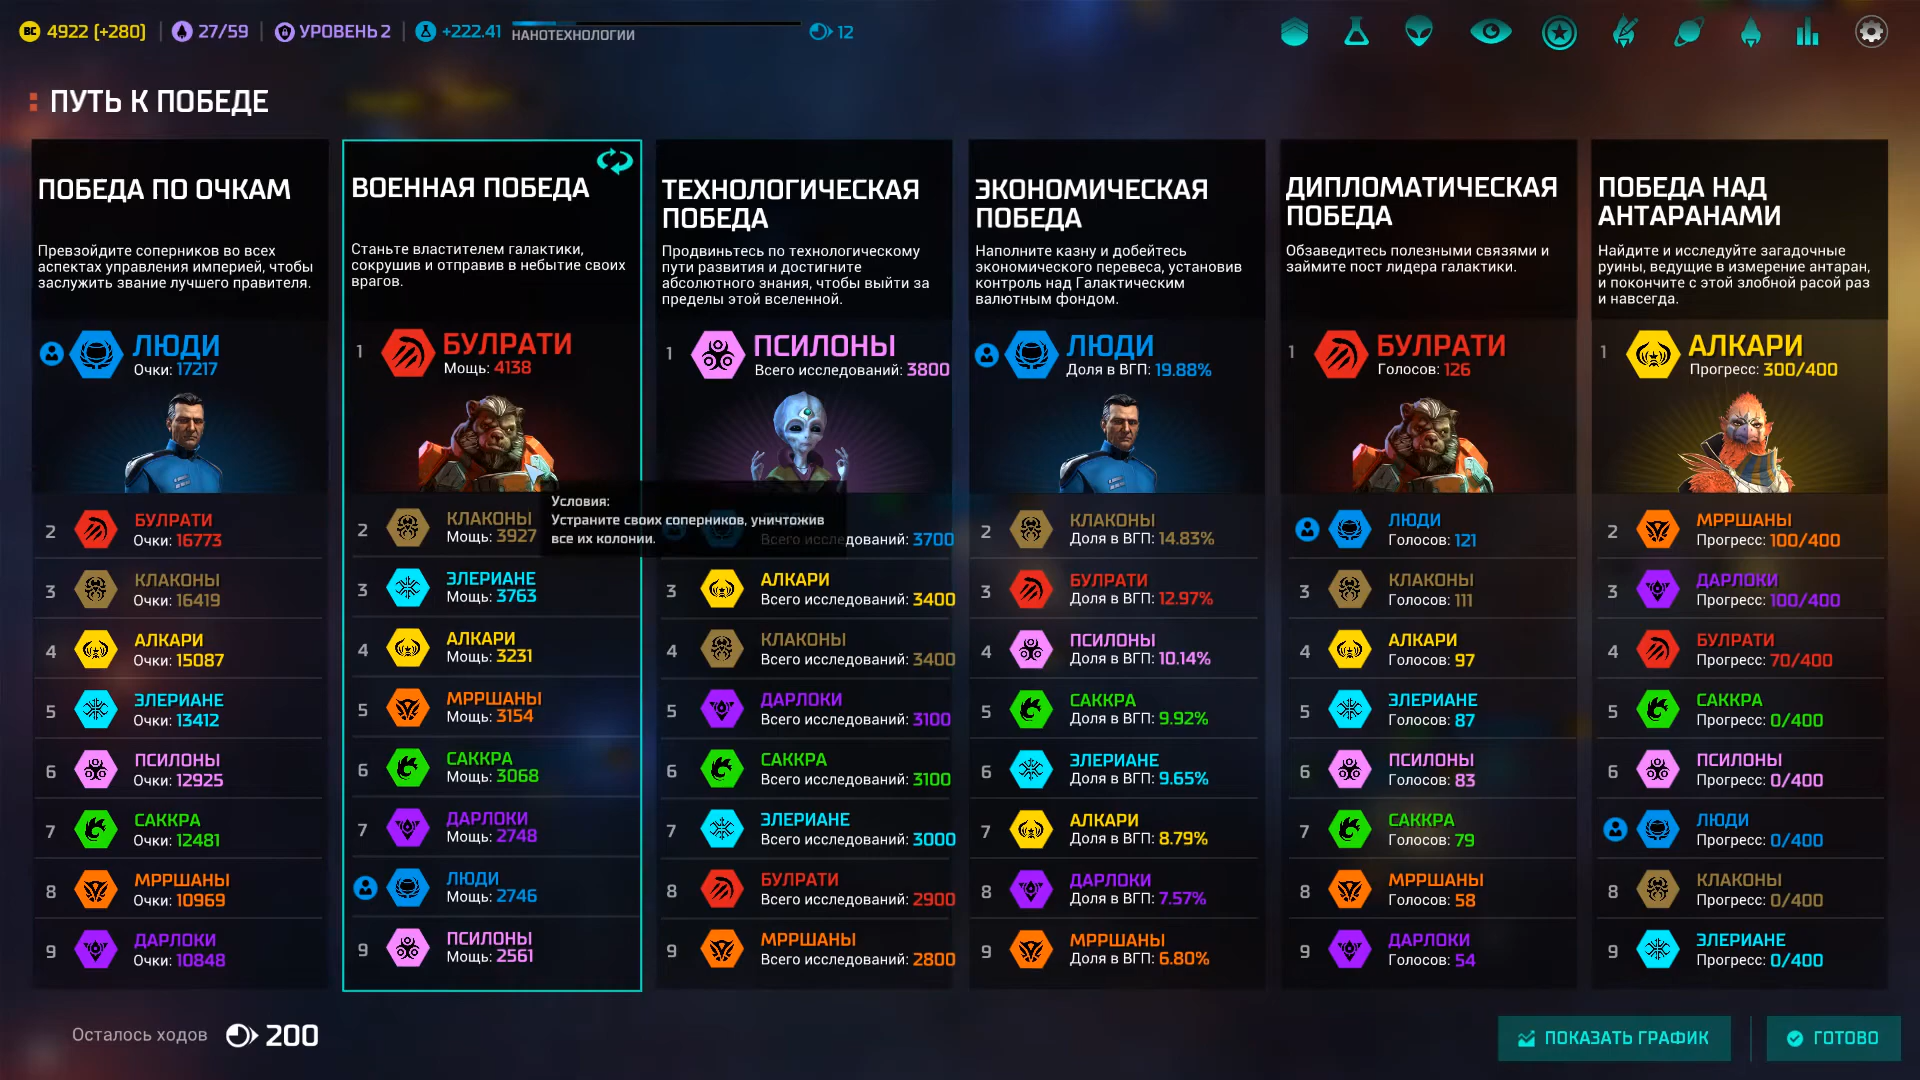 4922 [+280]
27/59
УРОВЕНЬ 2
+222.41
НАНОТЕХНОЛОГИИ
12
ПУТЬ К ПОБЕДЕ
ПОБЕДА ПО ОЧКАМ
Превзойдите соперников во всех
аспектах управления империей, чтобы
заслужить звание лучшего правителя.
ЛЮДИ
Очки: 17217
2
БУЛРАТИ
Очки: 16773
3
КЛАКОНЫ
Очки: 16419
4
АЛКАРИ
Очки: 15087
5
ЭЛЕРИАНЕ
Очки: 13412
6
ПСИЛОНЫ
Очки: 12925
7
САККРА
Очки: 12481
8
МРРШАНЫ
Очки: 10969
9
ДАРЛОКИ
Очки: 10848
ВОЕННАЯ ПОБЕДА
Станьте властителем галактики,
сокрушив и отправив в небытие своих
врагов.
1
БУЛРАТИ
Мощь: 4138
2
КЛАКОНЫ
Мощь: 3927
3
ЭЛЕРИАНЕ
Мощь: 3763
4
АЛКАРИ
Мощь: 3231
5
МРРШАНЫ
Мощь: 3154
6
САККРА
Мощь: 3068
7
ДАРЛОКИ
Мощь: 2748
ЛЮДИ
Мощь: 2746
9
ПСИЛОНЫ
Мощь: 2561
Условия:
Устраните своих соперников, уничтожив
все их колонии.
ТЕХНОЛОГИЧЕСКАЯ
ПОБЕДА
Продвиньтесь по технологическому
пути развития и достигните
абсолютного знания, чтобы выйти за
пределы этой вселенной.
1
ПСИЛОНЫ
Всего исследований: 3800
Всего исследований: 3700
3
АЛКАРИ
Всего исследований: 3400
4
КЛАКОНЫ
Всего исследований: 3400
5
ДАРЛОКИ
Всего исследований: 3100
6
САККРА
Всего исследований: 3100
7
ЭЛЕРИАНЕ
Всего исследований: 3000
8
БУЛРАТИ
Всего исследований: 2900
9
МРРШАНЫ
Всего исследований: 2800
ЭКОНОМИЧЕСКАЯ
ПОБЕДА
Наполните казну и добейтесь
экономического перевеса, установив
контроль над Галактическим
валютным фондом.
ЛЮДИ
Доля в ВГП: 19.88%
2
КЛАКОНЫ
Доля в ВГП: 14.83%
3
БУЛРАТИ
Доля в ВГП: 12.97%
4
ПСИЛОНЫ
Доля в ВГП: 10.14%
5
САККРА
Доля в ВГП: 9.92%
6
ЭЛЕРИАНЕ
Доля в ВГП: 9.65%
7
АЛКАРИ
Доля в ВГП: 8.79%
8
ДАРЛОКИ
Доля в ВГП: 7.57%
9
МРРШАНЫ
Доля в ВГП: 6.80%
ДИПЛОМАТИЧЕСКАЯ
ПОБЕДА
Обзаведитесь полезными связями и
займите пост лидера галактики.
1
БУЛРАТИ
Голосов: 126
ЛЮДИ
Голосов: 121
3
КЛАКОНЫ
Голосов: 111
4
АЛКАРИ
Голосов: 97
5
ЭЛЕРИАНЕ
Голосов: 87
6
ПСИЛОНЫ
Голосов: 83
7
САККРА
Голосов: 79
8
МРРШАНЫ
Голосов: 58
9
ДАРЛОКИ
Голосов: 54
ПОБЕДА НАД
АНТАРАНАМИ
Найдите и исследуйте загадочные
руины, ведущие в измерение антаран,
и покончите с этой злобной расой раз
и навсегда.
1
АЛКАРИ
Прогресс: 300/400
2
МРРШАНЫ
Прогресс: 100/400
3
ДАРЛОКИ
Прогресс: 100/400
4
БУЛРАТИ
Прогресс: 70/400
5
САККРА
Прогресс: 0/400
6
ПСИЛОНЫ
Прогресс: 0/400
ЛЮДИ
Прогресс: 0/400
8
КЛАКОНЫ
Прогресс: 0/400
9
ЭЛЕРИАНЕ
Прогресс: 0/400
Осталось ходов 200
ПОКАЗАТЬ ГРАФИК
ГОТОВО